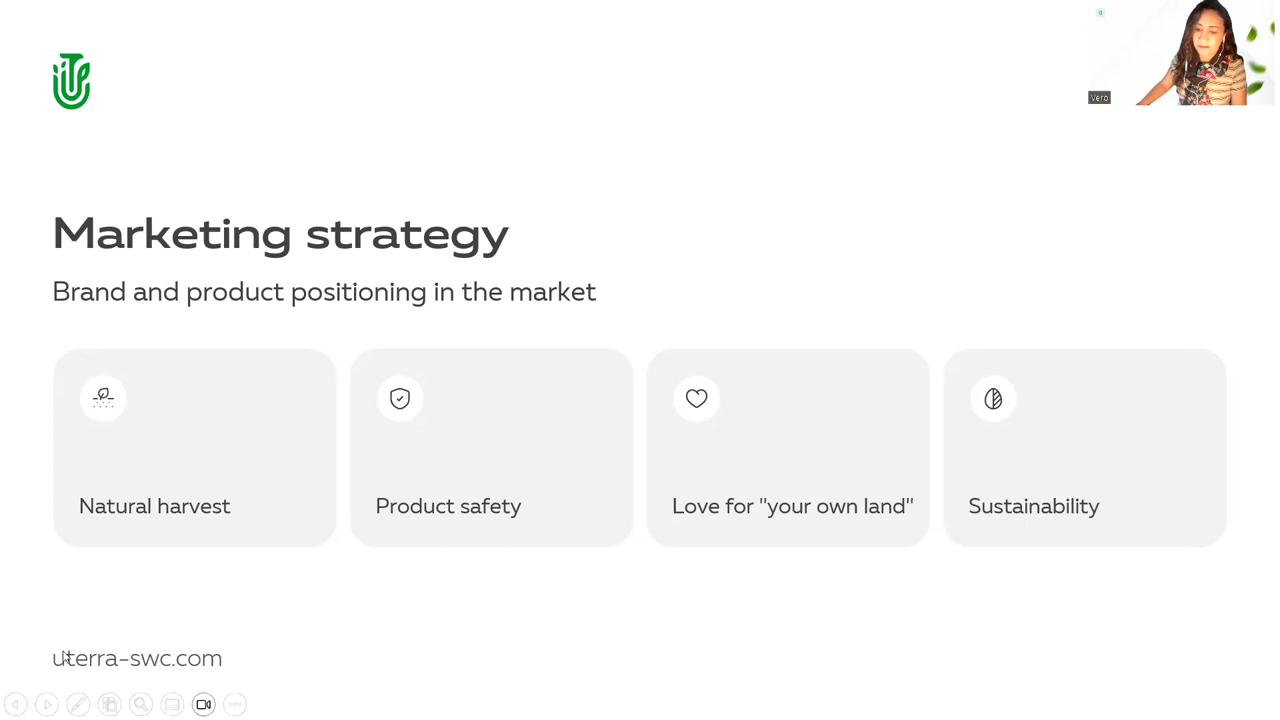 Vero
Marketing strategy
Brand and product positioning in the market
Natural harvest
Product safety
Love for "your own land"
Sustainability
uterra-swc.com